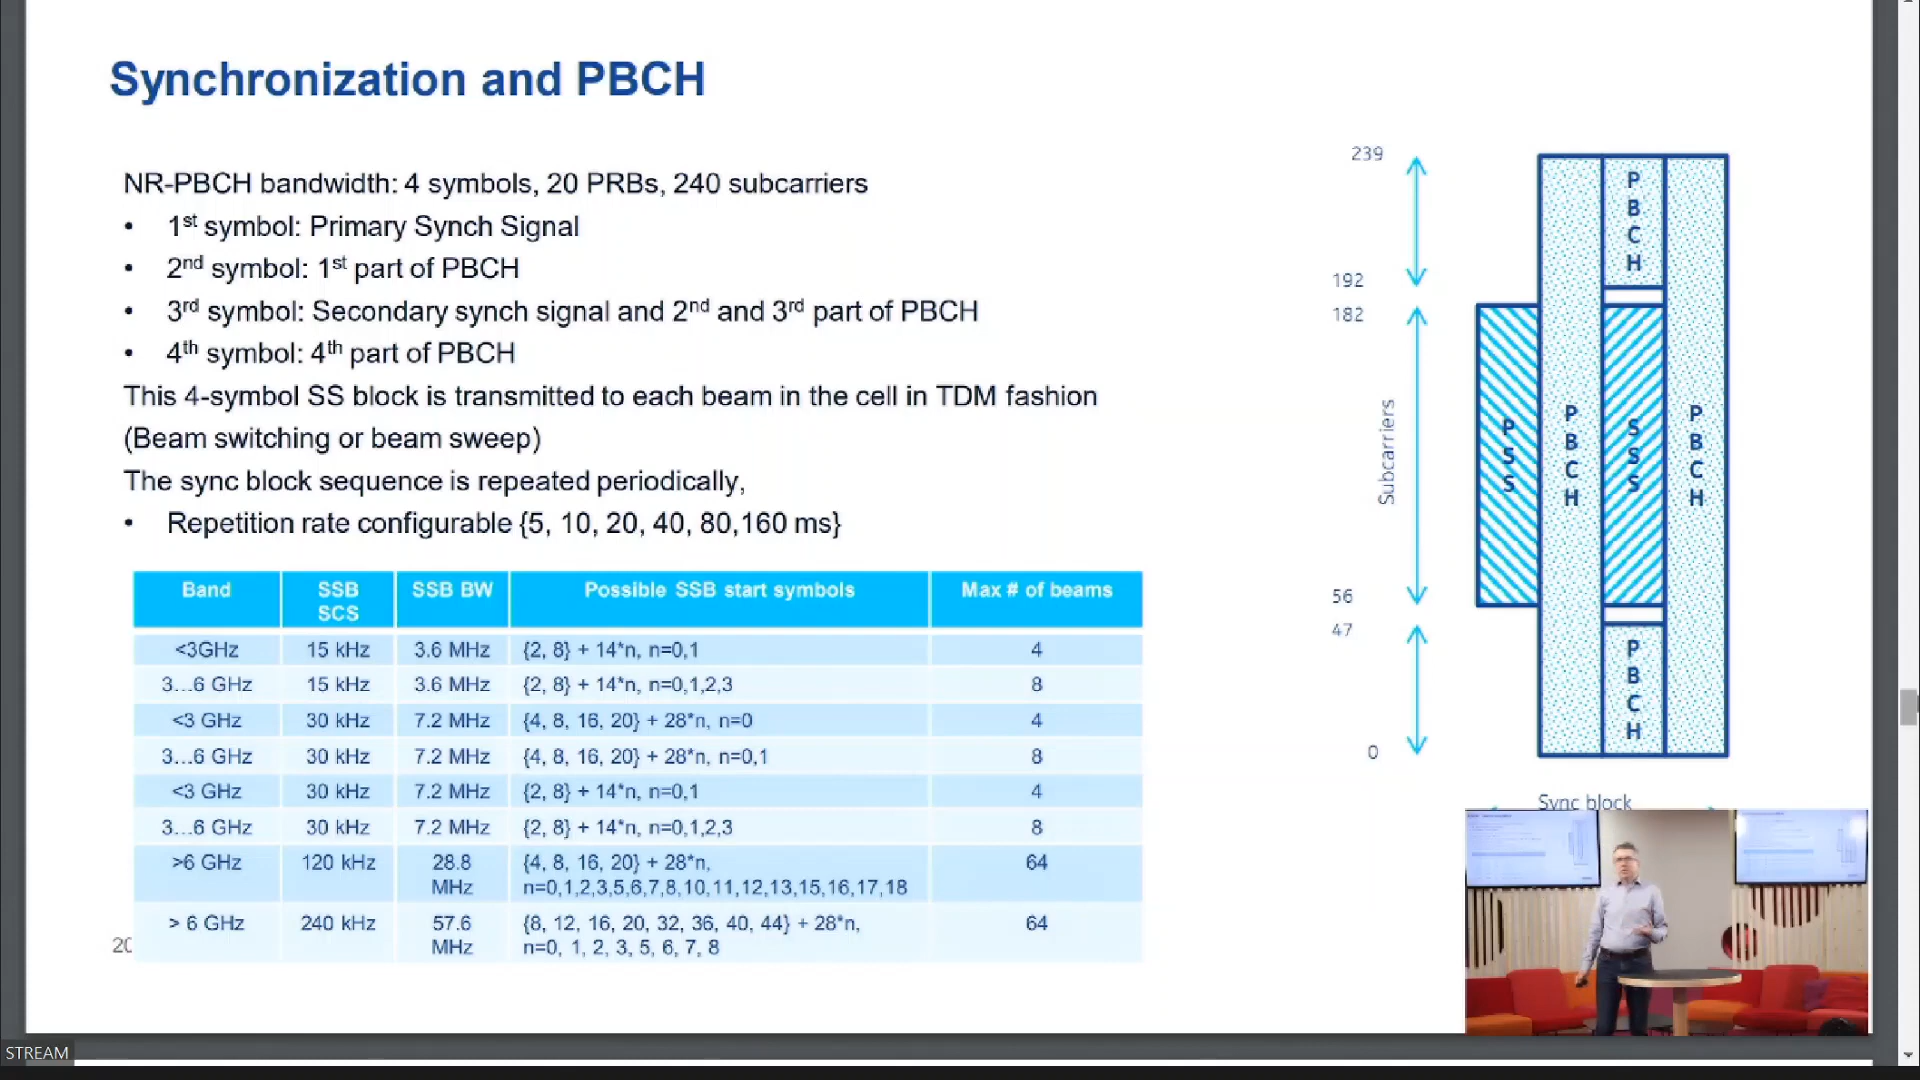 Synchronization and PBCH
NR-PBCH bandwidth: 4 symbols, 20 PRBs, 240 subcarriers
• 1st symbol: Primary Synch Signal
• 2nd symbol: 1st part of PBCH
• 3rd symbol: Secondary synch signal and 2nd and 3rd part of PBCH
• 4th symbol: 4th part of PBCH
This 4-symbol SS block is transmitted to each beam in the cell in TDM fashion
(Beam switching or beam sweep)
The sync block sequence is repeated periodically,
• Repetition rate configurable {5, 10, 20, 40, 80,160 ms}
Band SSB SCS SSB BW Possible SSB start symbols Max # of beams
<3GHz 15 kHz 3.6 MHz {2, 8} + 14*n, n=0,1 4
3...6 GHz 15 kHz 3.6 MHz {2, 8} + 14*n, n=0,1,2,3 8
<3 GHz 30 kHz 7.2 MHz {4, 8, 16, 20} + 28*n, n=0 4
3...6 GHz 30 kHz 7.2 MHz {4, 8, 16, 20} + 28*n, n=0,1 8
<3 GHz 30 kHz 7.2 MHz {2, 8} + 14*n, n=0,1 4
3...6 GHz 30 kHz 7.2 MHz {2, 8} + 14*n, n=0,1,2,3 8
>6 GHz 120 kHz 28.8 MHz {4, 8, 16, 20} + 28*n, n=0,1,2,3,5,6,7,8,10,11,12,13,15,16,17,18 64
> 6 GHz 240 kHz 57.6 MHz {8, 12, 16, 20, 32, 36, 40, 44} + 28*n, n=0, 1, 2, 3, 5, 6, 7, 8 64
20
239
192
182
56
47
0
Subcarriers
PSS
PBCH
PBCH
SSS
PBCH
PBCH
Sync block
STREAM